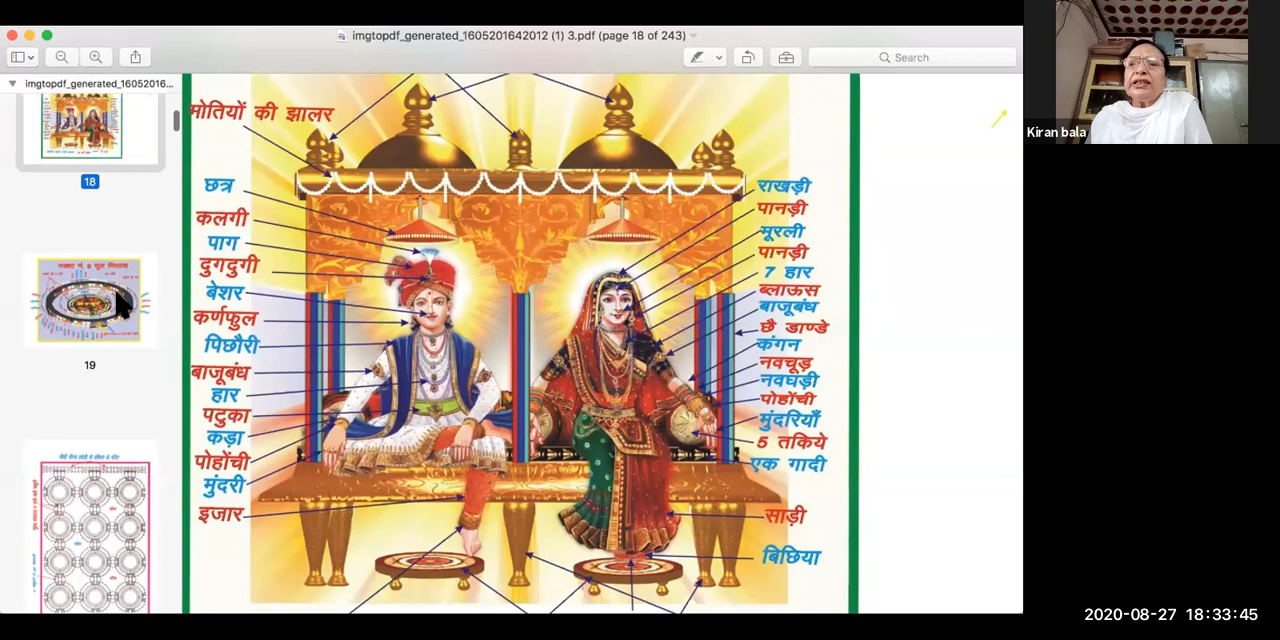 imgtopdf_generated_1605201642012 (1) 3.pdf (page 18 of 243)
Search
imgtopdf_generated_16052016...
18
19
मोतियों की झालर
छत्र
कलगी
पाग
दुगदुगी
बेशर
कर्णफुल
पिछौरी
बाजूबंध
हार
पटुका
कड़ा
पोहोंची
मुंदरी
इजार
राखड़ी
पानड़ी
मूरली
पानड़ी
7 हार
ब्लाऊस
बाजूबंध
छै डाण्डे
कंगन
नवचूड़
नवघड़ी
पोहोंची
मुंदरियाँ
5 तकिये
एक गादी
साड़ी
बिछिया
Kiran bala
2020-08-27 18:33:45